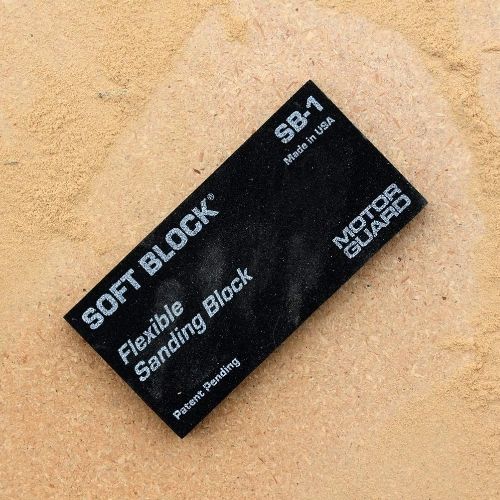 SOFT BLOCK®
SB-1
Made in USA
Flexible
Sanding Block
Patent Pending
MOTOR
GUARD